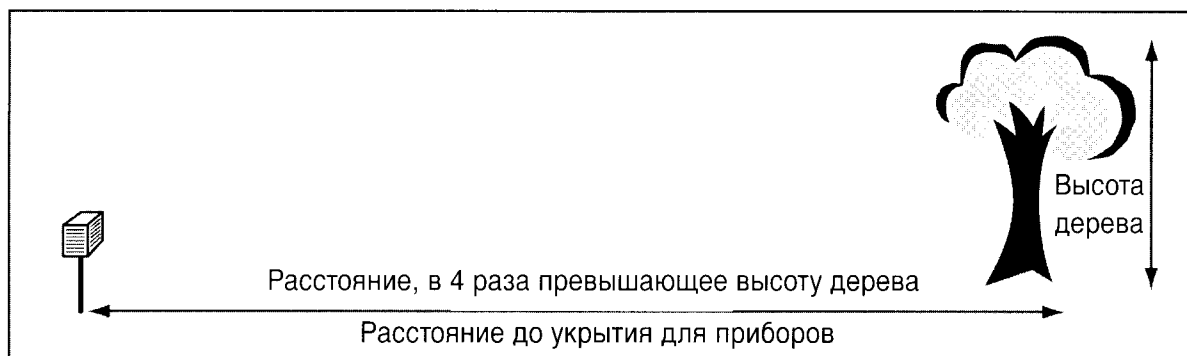 Высота
дерева
Расстояние, в 4 раза превышающее высоту дерева
Расстояние до укрытия для приборов